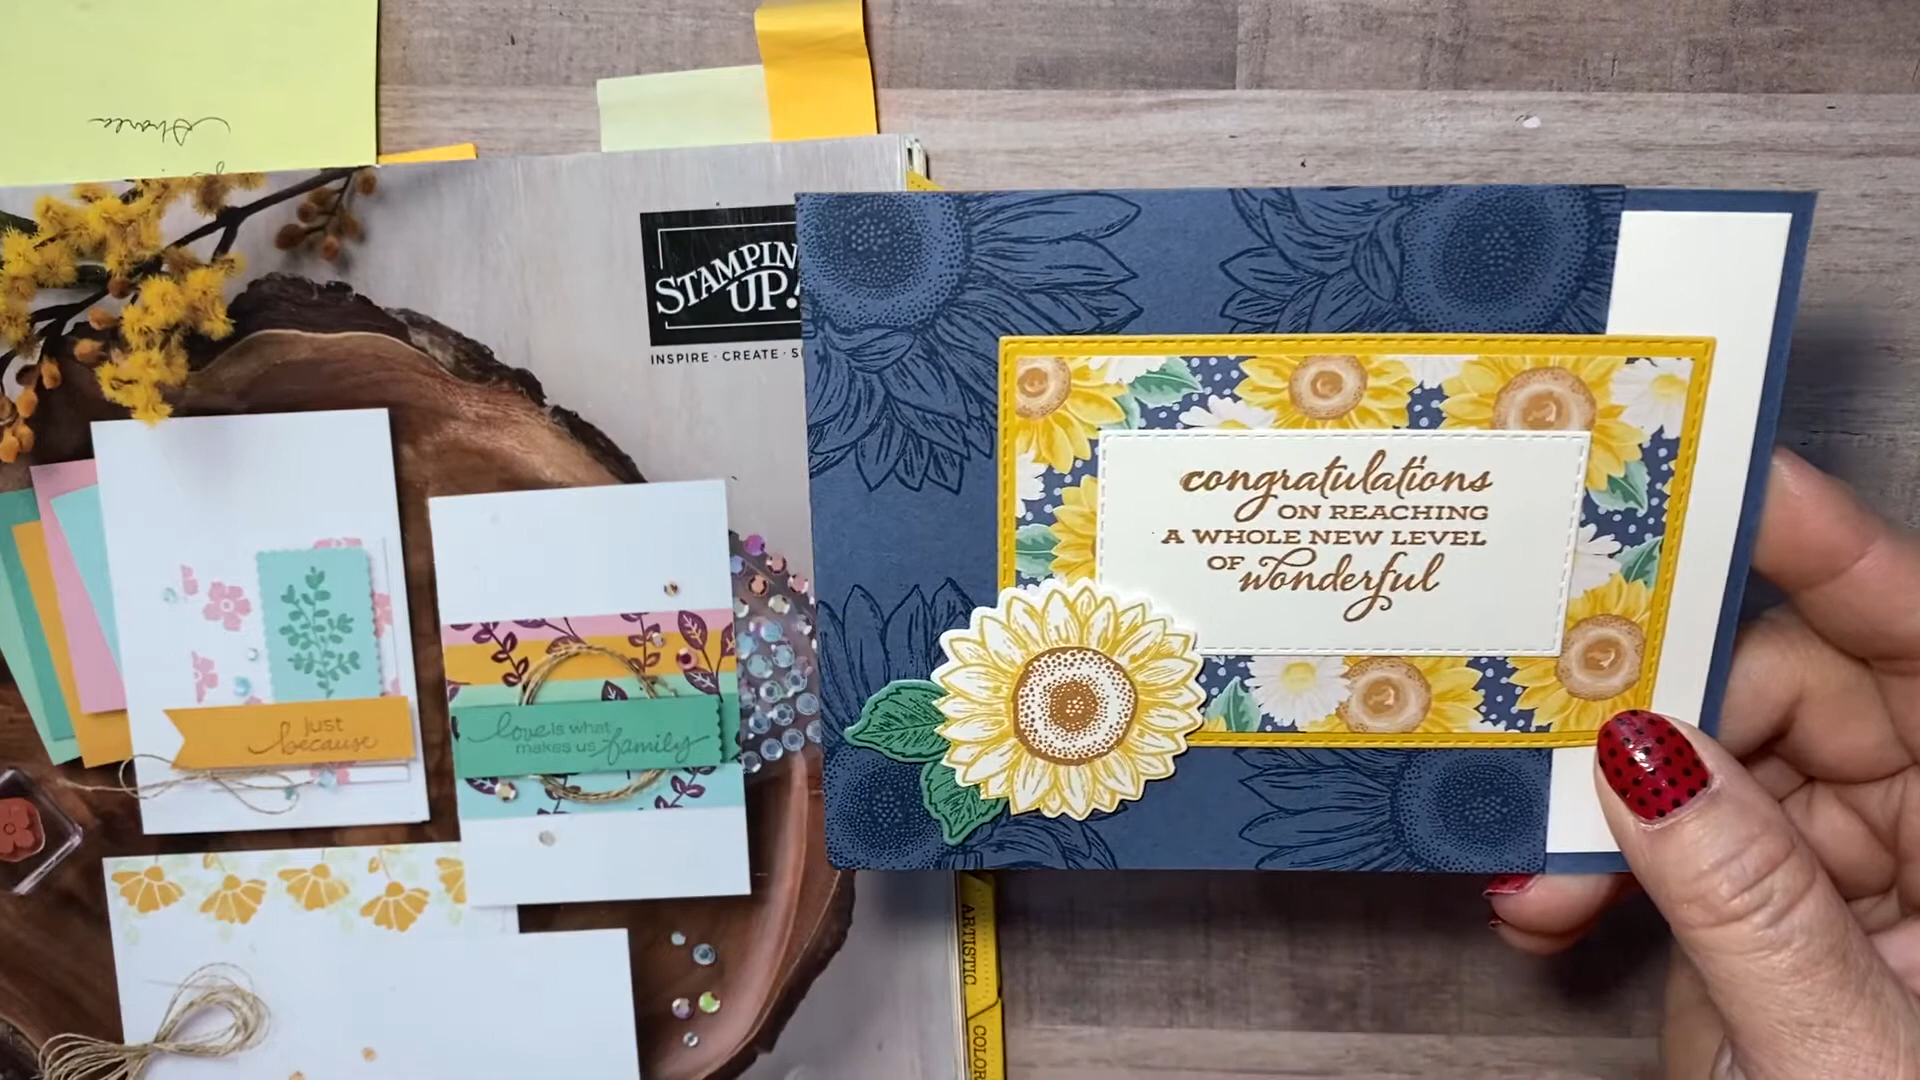 Andrea
STAMPIN'
UP!
INSPIRE · CREATE · S
just
because
love is what
makes us family
congratulations
ON REACHING
A WHOLE NEW LEVEL
OF wonderful
ARTISTIC
COLOR